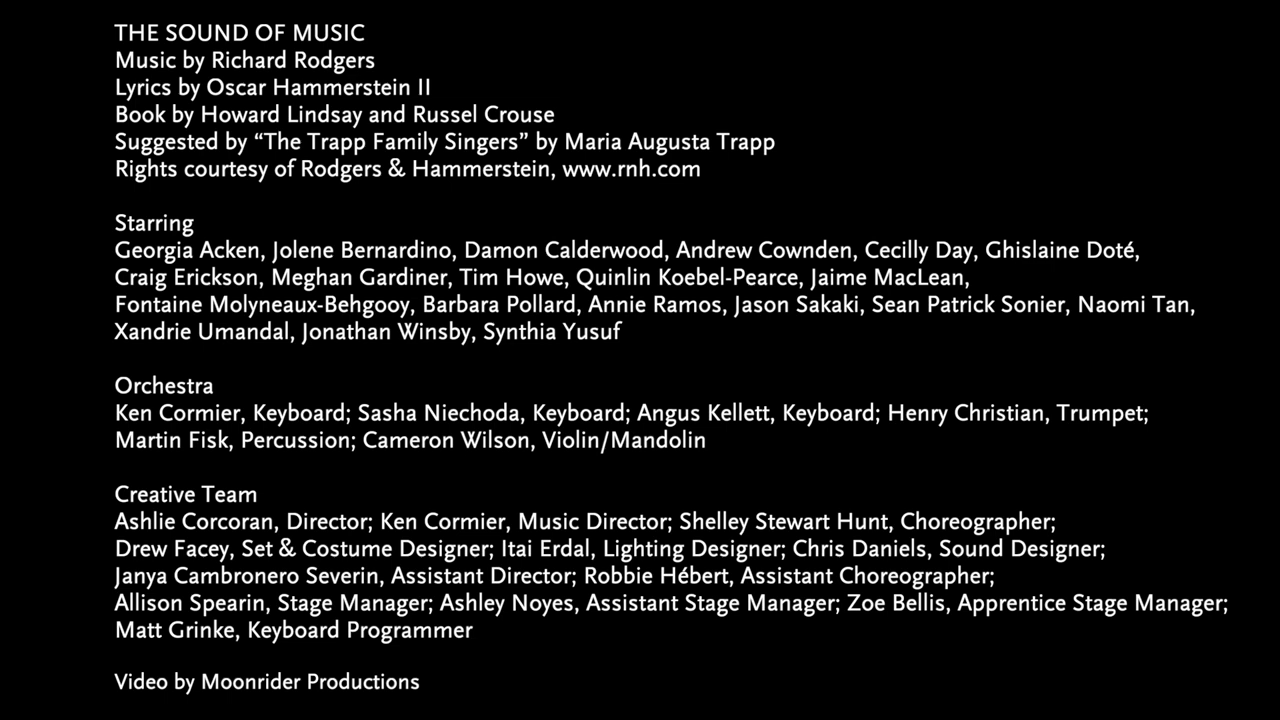 THE SOUND OF MUSIC
Music by Richard Rodgers
Lyrics by Oscar Hammerstein II
Book by Howard Lindsay and Russel Crouse
Suggested by “The Trapp Family Singers” by Maria Augusta Trapp
Rights courtesy of Rodgers & Hammerstein, www.rnh.com
Starring
Georgia Acken, Jolene Bernardino, Damon Calderwood, Andrew Cownden, Cecilly Day, Ghislaine Doté,
Craig Erickson, Meghan Gardiner, Tim Howe, Quinlin Koebel-Pearce, Jaime MacLean,
Fontaine Molyneaux-Behgooy, Barbara Pollard, Annie Ramos, Jason Sakaki, Sean Patrick Sonier, Naomi Tan,
Xandrie Umandal, Jonathan Winsby, Synthia Yusuf
Orchestra
Ken Cormier, Keyboard; Sasha Niechoda, Keyboard; Angus Kellett, Keyboard; Henry Christian, Trumpet;
Martin Fisk, Percussion; Cameron Wilson, Violin/Mandolin
Creative Team
Ashlie Corcoran, Director; Ken Cormier, Music Director; Shelley Stewart Hunt, Choreographer;
Drew Facey, Set & Costume Designer; Itai Erdal, Lighting Designer; Chris Daniels, Sound Designer;
Janya Cambronero Severin, Assistant Director; Robbie Hébert, Assistant Choreographer;
Allison Spearin, Stage Manager; Ashley Noyes, Assistant Stage Manager; Zoe Bellis, Apprentice Stage Manager;
Matt Grinke, Keyboard Programmer
Video by Moonrider Productions